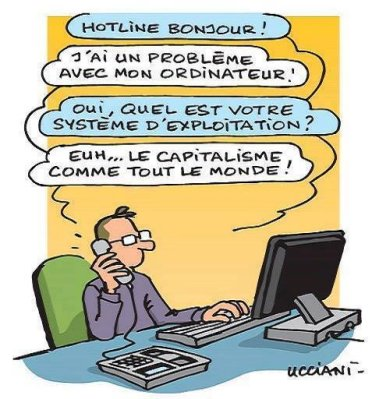 HOTLINE BONJOUR !
J'AI UN PROBLÈME
AVEC MON ORDINATEUR !
OUI, QUEL EST VOTRE
SYSTÈME D'EXPLOITATION ?
EUH... LE CAPITALISME
COMME TOUT LE MONDE !
UCCIANI